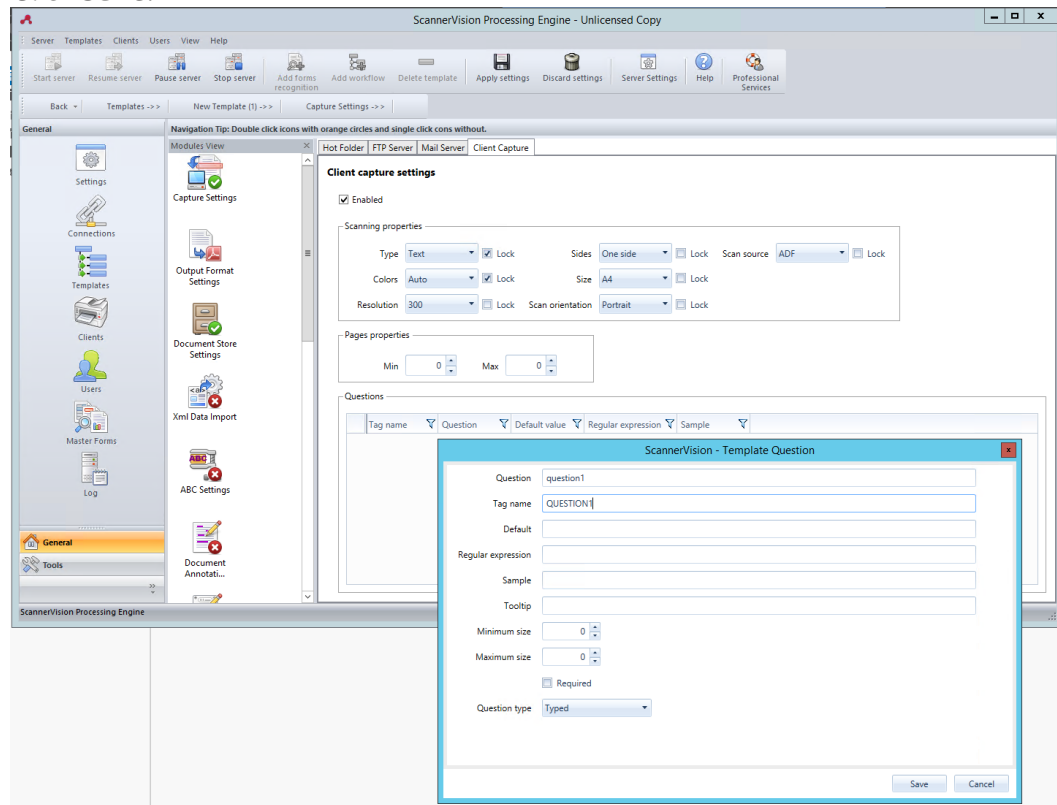 ScannerVision Processing Engine - Unlicensed Copy
Server Templates Clients Users View Help
Start server Resume server Pause server Stop server Add forms recognition Add workflow Delete template Apply settings Discard settings Server Settings Help Professional Services
Back Templates ->> New Template (1) ->> Capture Settings ->>
General
Navigation Tip: Double click icons with orange circles and single click cons without.
Settings
Connections
Templates
Clients
Users
Master Forms
Log
General
Tools
Modules View
Capture Settings
Output Format
Settings
Document Store
Settings
Xml Data Import
ABC Settings
Document
Annotati...
Hot Folder FTP Server Mail Server Client Capture
Client capture settings
Enabled
Scanning properties
Type Text Lock Sides One side Lock Scan source ADF Lock
Colors Auto Lock Size A4 Lock
Resolution 300 Lock Scan orientation Portrait Lock
Pages properties
Min 0 Max 0
Questions
Tag name Question Default value Regular expression Sample
ScannerVision - Template Question
Question question1
Tag name QUESTION1
Default
Regular expression
Sample
Tooltip
Minimum size 0
Maximum size 0
Required
Question type Typed
Save Cancel
ScannerVision Processing Engine